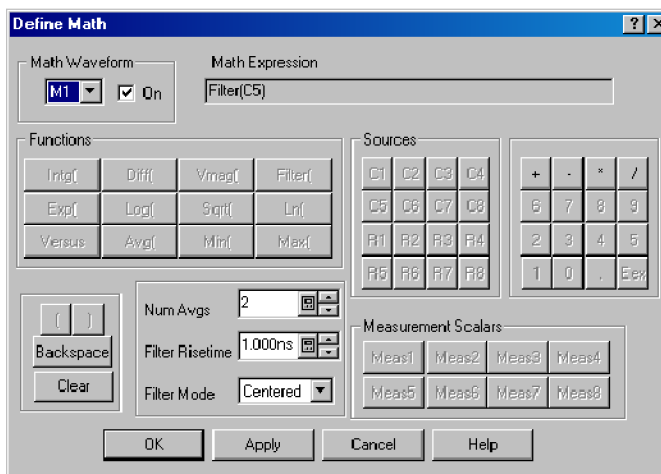 Define Math
? ×
Math Waveform
M1
On
Math Expression
Filter(C5)
Functions
Intg( Diff( Vmag( Filter(
Exp( Log( Sqrt( Ln(
Versus Avg( Min( Max(
Sources
C1 C2 C3 C4
C5 C6 C7 C8
R1 R2 R3 R4
R5 R6 R7 R8
+ - * /
6 7 8 9
2 3 4 5
1 0 . Eex
( )
Backspace
Clear
Num Avgs 2
Filter Risetime 1.000ns
Filter Mode Centered
Measurement Scalars
Meas1 Meas2 Meas3 Meas4
Meas5 Meas6 Meas7 Meas8
OK Apply Cancel Help